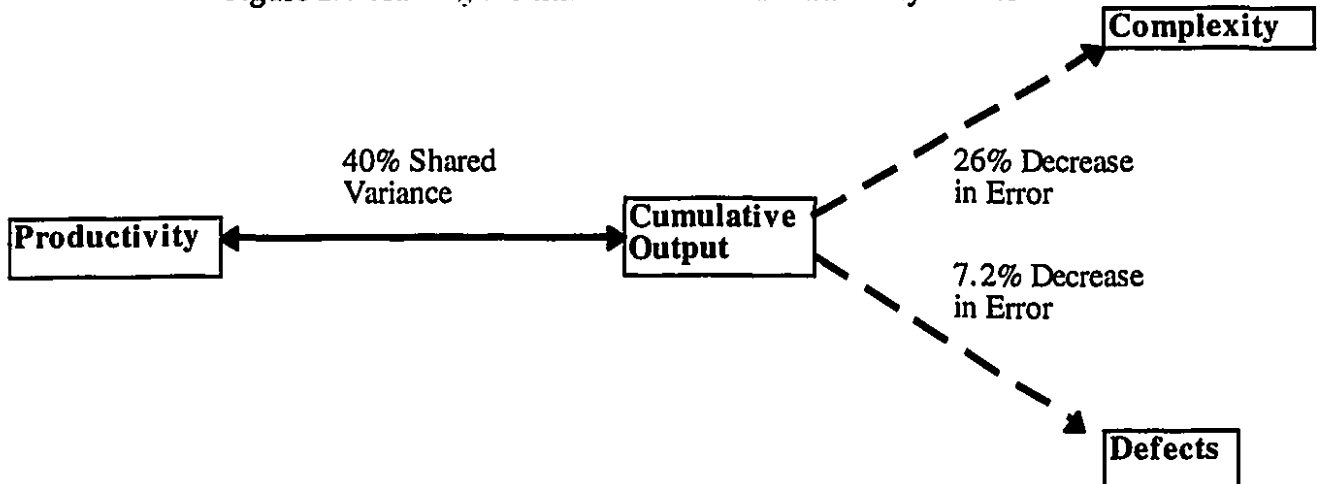 Complexity
40% Shared
Variance
26% Decrease
in Error
Productivity
Cumulative
Output
7.2% Decrease
in Error
Defects